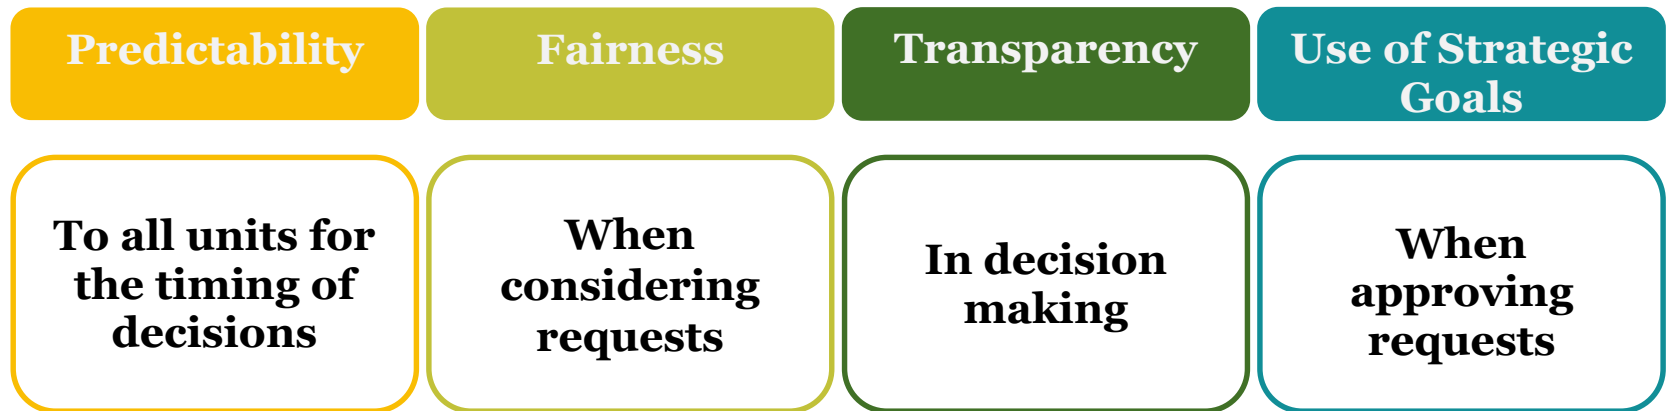 Predictability
To all units for
the timing of
decisions
Fairness
When
considering
requests
Transparency
In decision
making
Use of Strategic
Goals
When
approving
requests